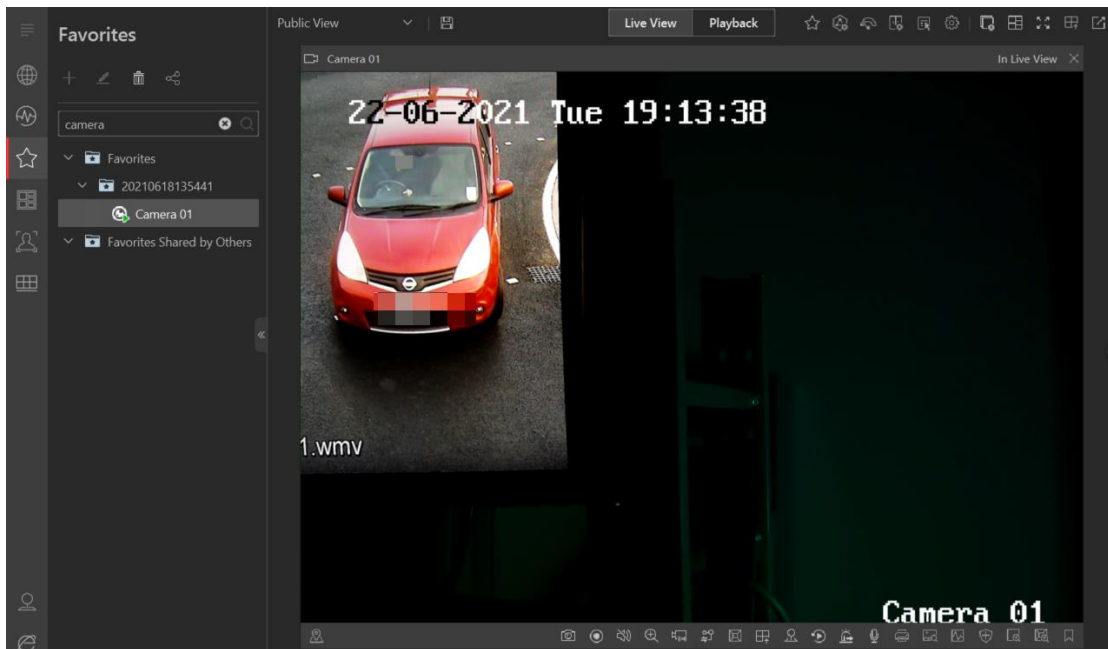 Favorites
Public View
Live View
Playback
camera
Favorites
20210618135441
Camera 01
Favorites Shared by Others
Camera 01
In Live View
22-06-2021 Tue 19:13:38
1.wmv
Camera 01